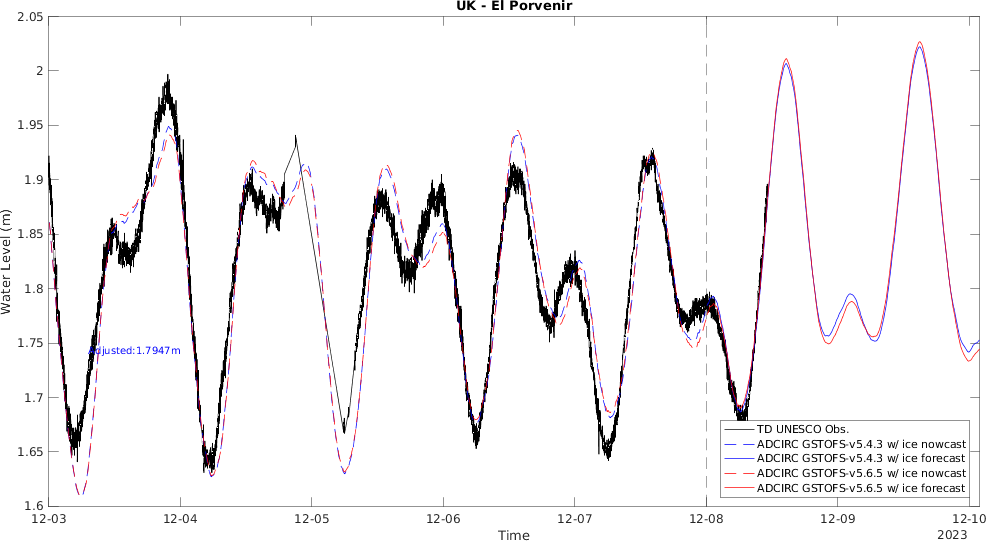 UK - El Porvenir
2.05
2
1.95
1.9
1.85
1.8
1.75
1.7
1.65
1.6
Water Level (m)
Adjusted:1.7947m
TD UNESCO Obs.
ADCIRC GSTOFS-v5.4.3 w/ ice nowcast
ADCIRC GSTOFS-v5.4.3 w/ ice forecast
ADCIRC GSTOFS-v5.6.5 w/ ice nowcast
ADCIRC GSTOFS-v5.6.5 w/ ice forecast
12-03 12-04 12-05 12-06 12-07 12-08 12-09 12-10
Time
2023